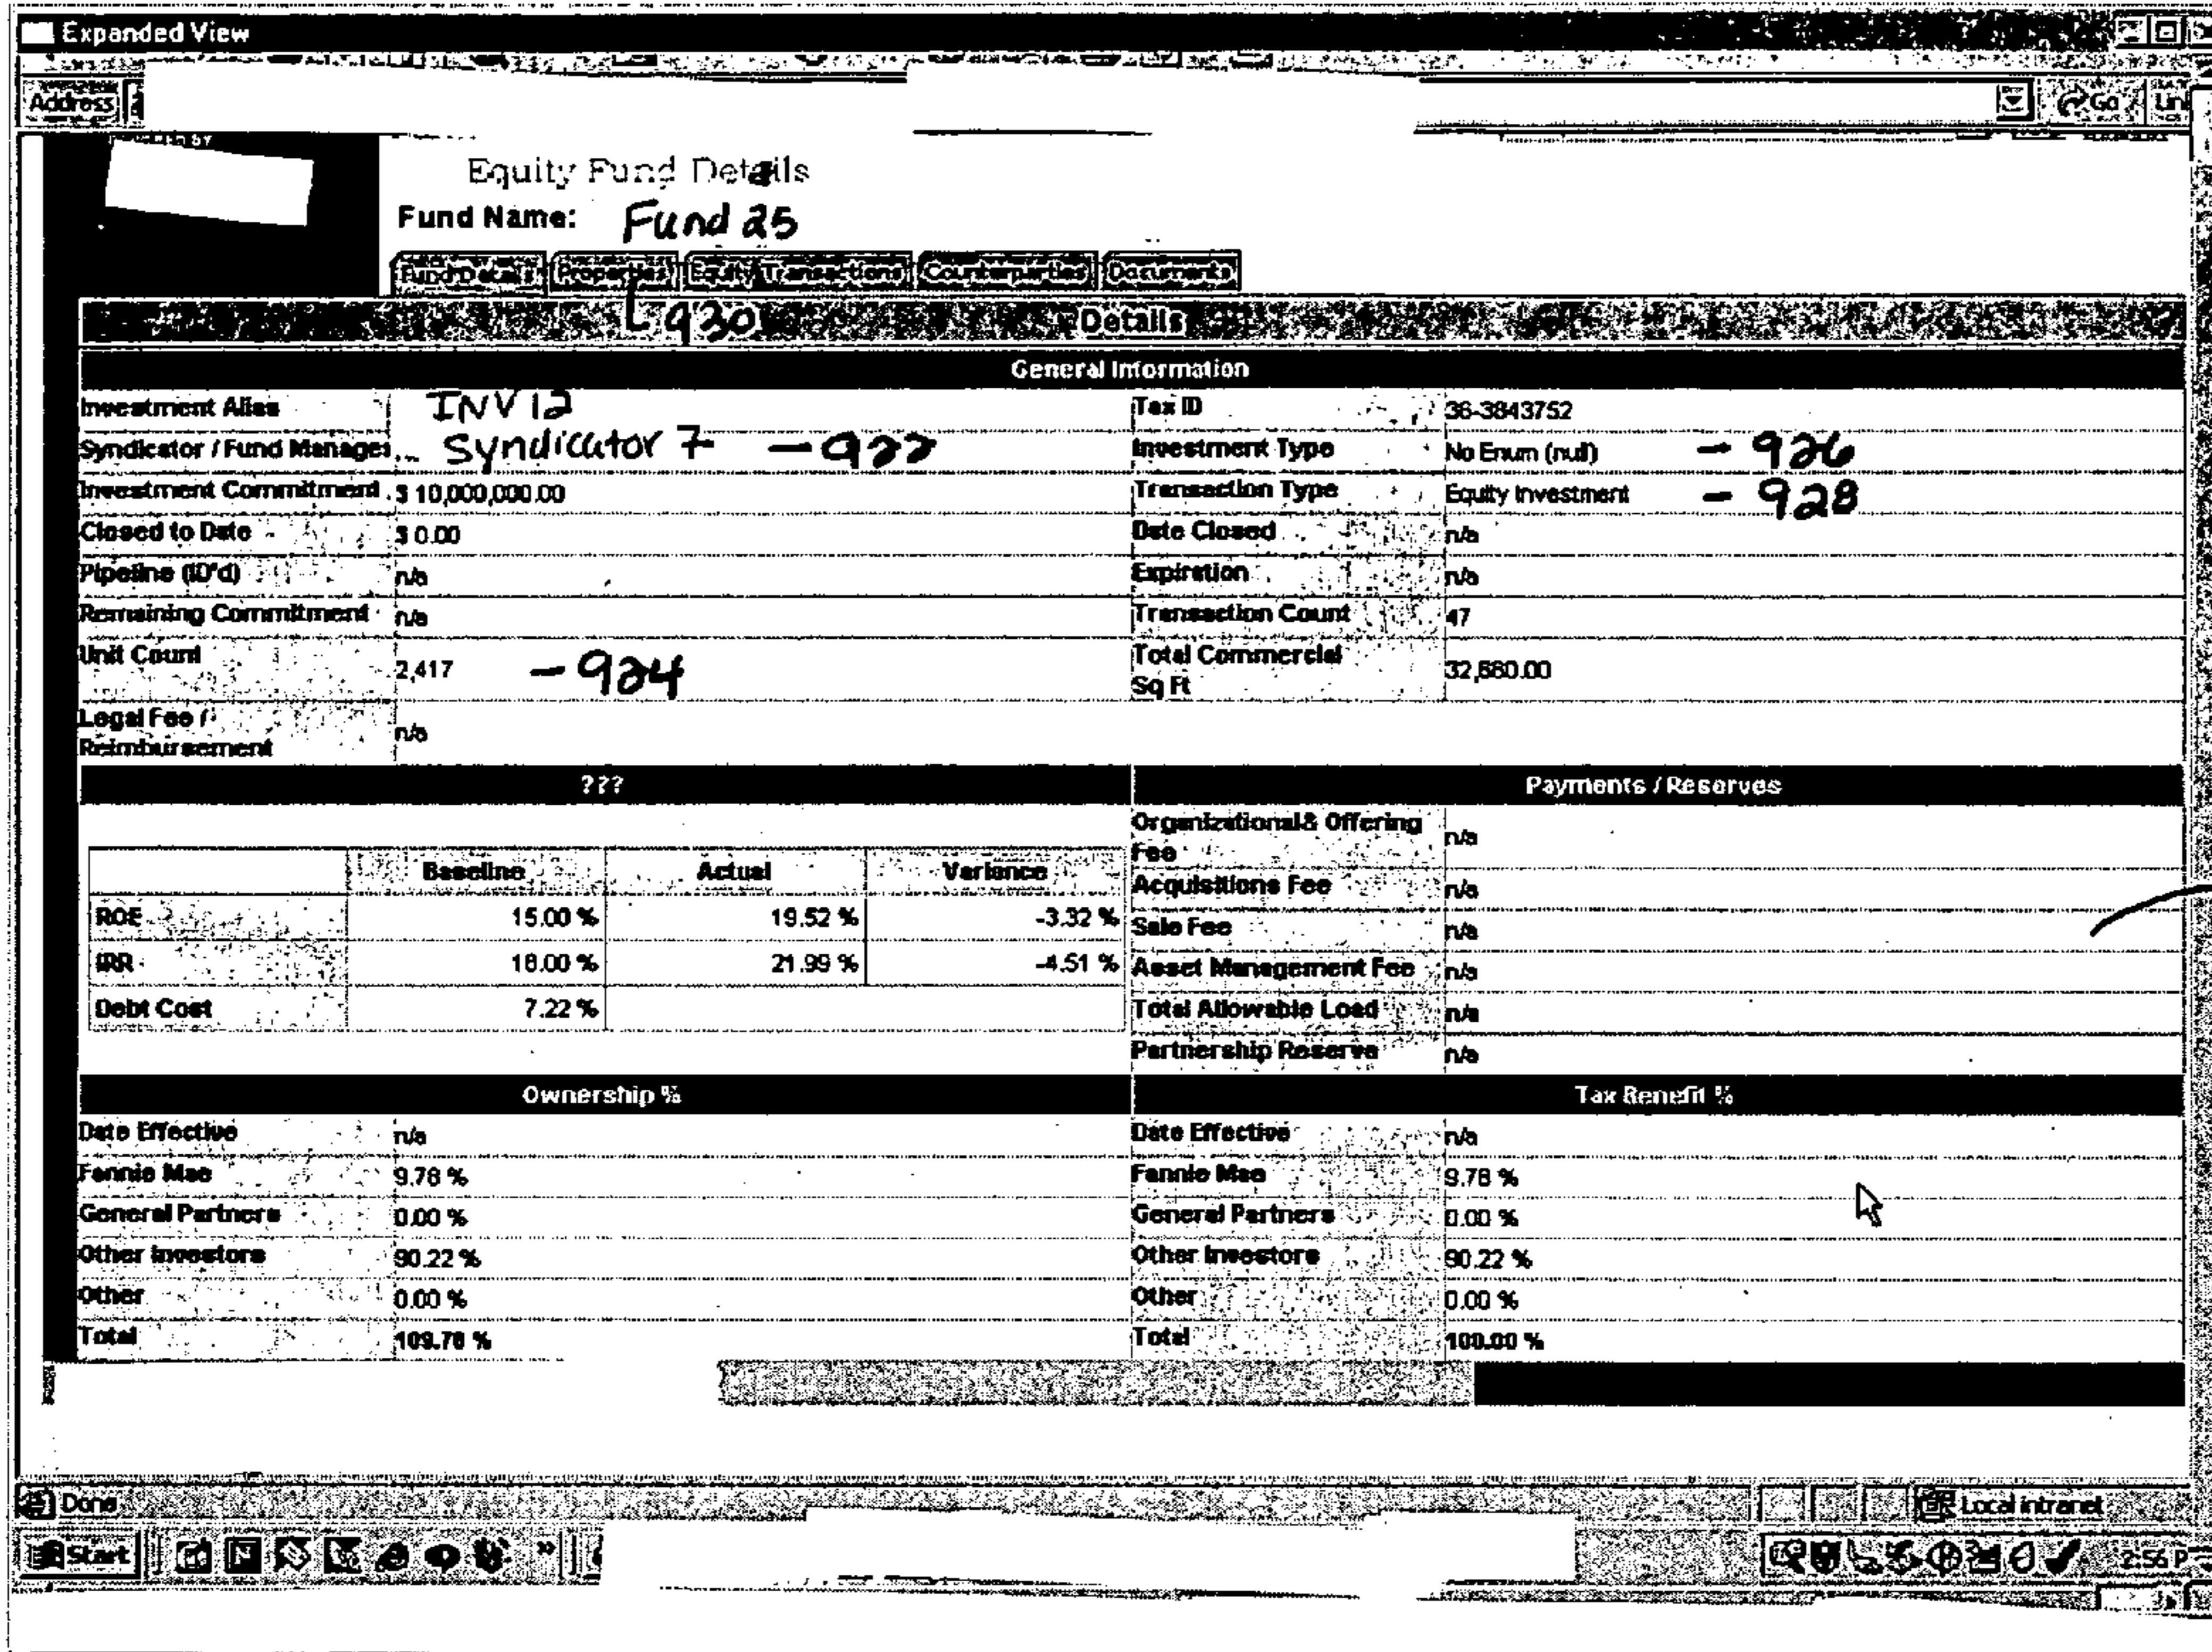 Expanded View
Address
Go
Equity Fund Details
Fund Name: Fund 25
Fund Details Properties Equity Transactions Counterparties Documents
930 Details
General Information
Investment Alias INV12 Tax ID 36-3843752
Syndicator / Fund Manager Syndicator 7 - 922 Investment Type No Enum (null) - 926
Investment Commitment $ 10,000,000.00 Transaction Type Equity Investment - 928
Closed to Date $ 0.00 Date Closed n/a
Pipeline (ID'd) n/a Expiration n/a
Remaining Commitment n/a Transaction Count 47
Unit Count 2,417 - 924 Total Commercial Sq Ft
Legal Fee / Reimbursement n/a
??? Payments / Reserves
Organizational & Offering Fee n/a
Baseline Actual Variance
Acquisitions Fee n/a
ROE 15.00 % 19.52 % -3.32 % Sale Fee n/a
IRR 18.00 % 21.99 % -4.51 % Asset Management Fee n/a
Debt Cost 7.22 % Total Allowable Load n/a
Partnership Reserve n/a
Ownership % Tax Benefit %
Date Effective n/a Date Effective n/a
Fannie Mae 9.78 % Fannie Mae 9.78 %
General Partners 0.00 % General Partners 0.00 %
Other Investors 90.22 % Other Investors 90.22 %
Other 0.00 % Other 0.00 %
Total 109.78 % Total 100.00 %
Done Local intranet
Start 2:56 P